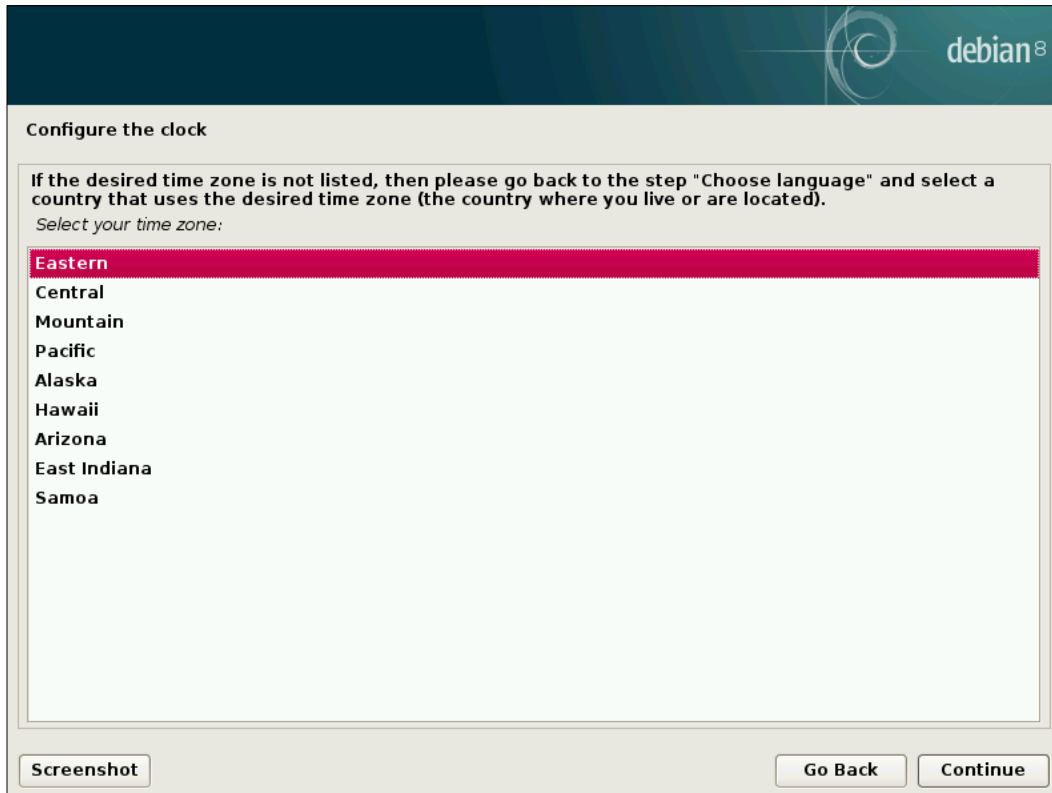 debian 8
Configure the clock
If the desired time zone is not listed, then please go back to the step "Choose language" and select a
country that uses the desired time zone (the country where you live or are located).
Select your time zone:
Eastern
Central
Mountain
Pacific
Alaska
Hawaii
Arizona
East Indiana
Samoa
Screenshot
Go Back
Continue